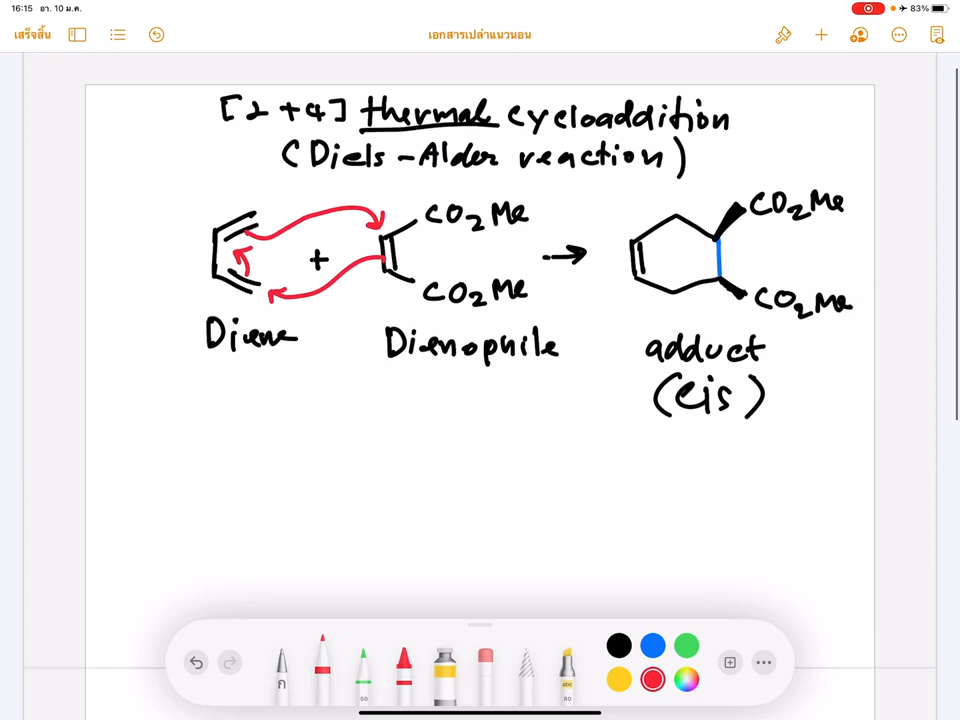 16:15 อา. 10 ม.ค.
83%
เสร็จสิ้น
เอกสารเปล่าแนวนอน
[2+4] thermal cycloaddition
(Diels-Alder reaction)
CO2Me
CO2Me
+
CO2Me
CO2Me
Diene
Dienophile
adduct
(cis)
ก
50
abc
80